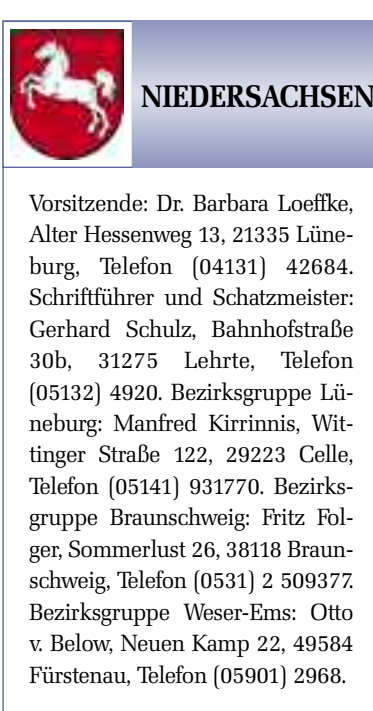 NIEDERSACHSEN
Vorsitzende: Dr. Barbara Loeffke,
Alter Hessenweg 13, 21335 Lüne-
burg, Telefon (04131) 42684.
Schriftführer und Schatzmeister:
Gerhard Schulz, Bahnhofstraße
30b, 31275 Lehrte, Telefon
(05132) 4920. Bezirksgruppe Lü-
neburg: Manfred Kirrinnis, Wit-
tinger Straße 122, 29223 Celle,
Telefon (05141) 931770. Bezirks-
gruppe Braunschweig: Fritz Fol-
ger, Sommerlust 26, 38118 Braun-
schweig, Telefon (0531) 2 509377.
Bezirksgruppe Weser-Ems: Otto
v. Below, Neuen Kamp 22, 49584
Fürstenau, Telefon (05901) 2968.